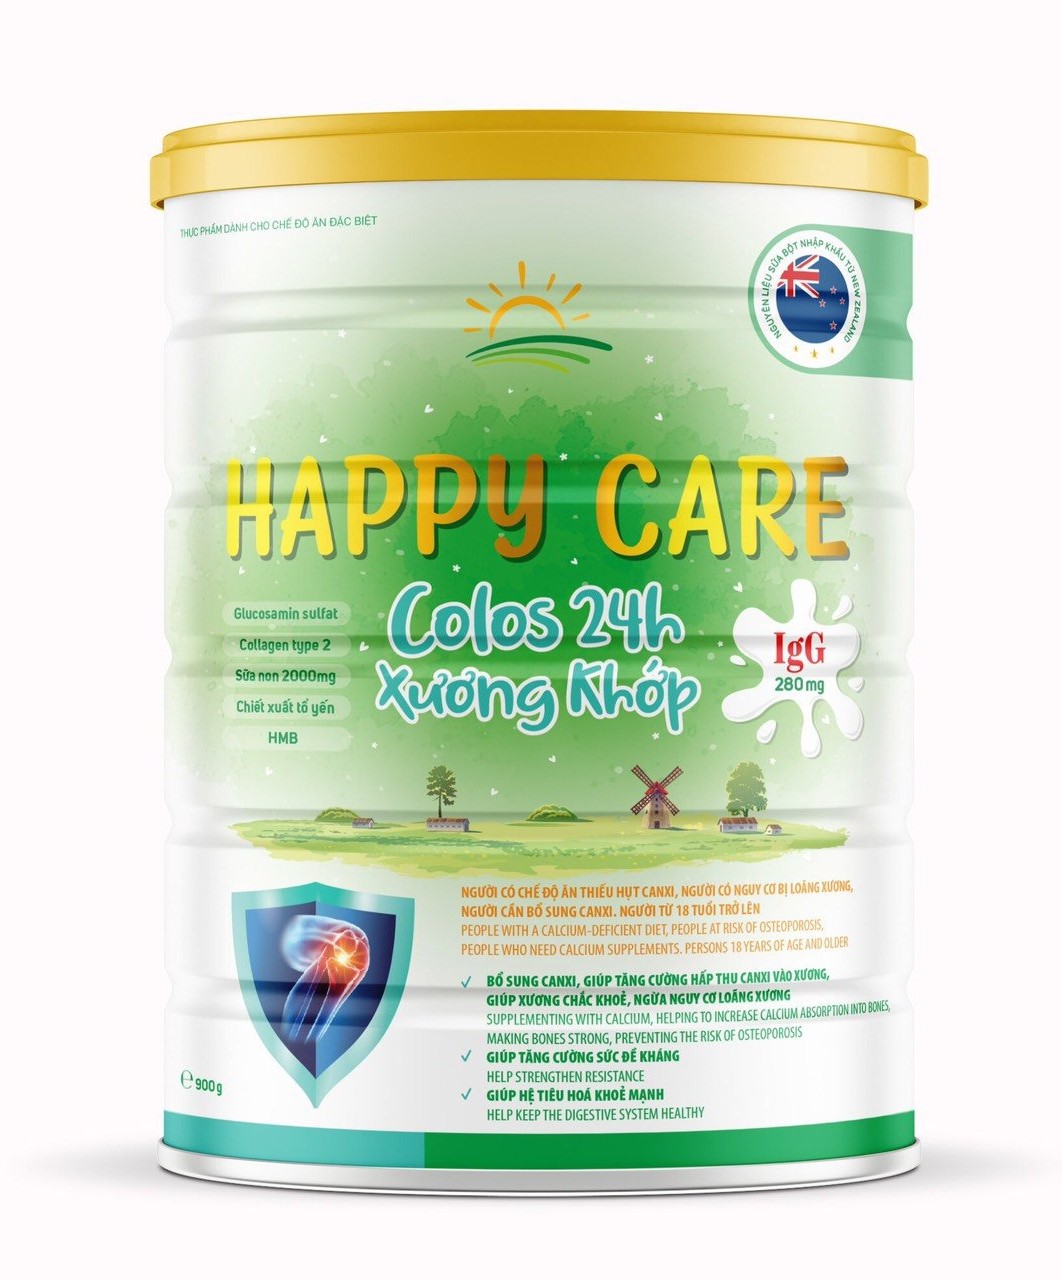 THỰC PHẨM DÀNH CHO CHẾ ĐỘ ĂN ĐẶC BIỆT
NGUYÊN LIỆU SỮA BỘT NHẬP KHẨU TỪ NEW ZEALAND
HAPPY CARE
Colos 24h
Xương Khớp
Glucosamin sulfat
Collagen type 2
Sữa non 2000mg
Chiết xuất tổ yến
HMB
IgG
280 mg
NGƯỜI CÓ CHẾ ĐỘ ĂN THIẾU HỤT CANXI, NGƯỜI CÓ NGUY CƠ BỊ LOÃNG XƯƠNG,
NGƯỜI CẦN BỔ SUNG CANXI. NGƯỜI TỪ 18 TUỔI TRỞ LÊN
PEOPLE WITH A CALCIUM-DEFICIENT DIET, PEOPLE AT RISK OF OSTEOPOROSIS,
PEOPLE WHO NEED CALCIUM SUPPLEMENTS. PERSONS 18 YEARS OF AGE AND OLDER
✓ BỔ SUNG CANXI, GIÚP TĂNG CƯỜNG HẤP THU CANXI VÀO XƯƠNG,
GIÚP XƯƠNG CHẮC KHOẺ, NGỪA NGUY CƠ LOÃNG XƯƠNG
SUPPLEMENTING WITH CALCIUM, HELPING TO INCREASE CALCIUM ABSORPTION INTO BONES,
MAKING BONES STRONG, PREVENTING THE RISK OF OSTEOPOROSIS
✓ GIÚP TĂNG CƯỜNG SỨC ĐỀ KHÁNG
HELP STRENGTHEN RESISTANCE
✓ GIÚP HỆ TIÊU HOÁ KHOẺ MẠNH
HELP KEEP THE DIGESTIVE SYSTEM HEALTHY
℮ 900g